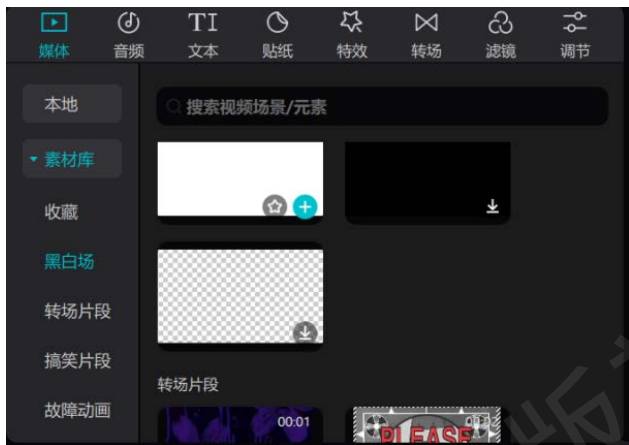 媒体 音频 文本 贴纸 特效 转场 滤镜 调节
本地
搜索视频场景/元素
素材库
收藏
黑白场
转场片段
搞笑片段
转场片段
故障动画
00:01
PLEASE